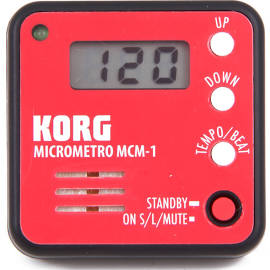 UP
120
DOWN
KORG
MICROMETRO MCM-1
TEMPO/BEAT
STANDBY
ON S/L/MUTE